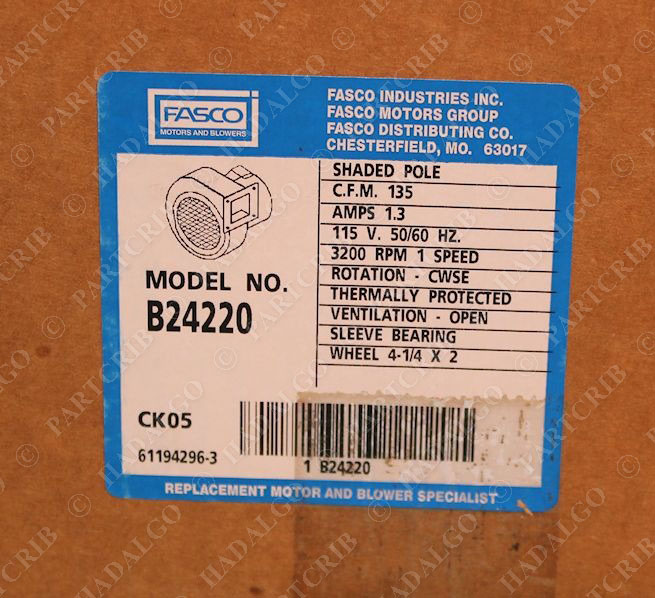 FASCO
MOTORS AND BLOWERS
FASCO INDUSTRIES INC.
FASCO MOTORS GROUP
FASCO DISTRIBUTING CO.
CHESTERFIELD, MO. 63017
SHADED POLE
C.F.M. 135
AMPS 1.3
115 V. 50/60 HZ.
3200 RPM 1 SPEED
ROTATION - CWSE
THERMALLY PROTECTED
VENTILATION - OPEN
SLEEVE BEARING
WHEEL 4-1/4 X 2
MODEL NO.
B24220
CK05
61194296-3
1 B24220
REPLACEMENT MOTOR AND BLOWER SPECIALIST
© PARTCRIB © HADALGO